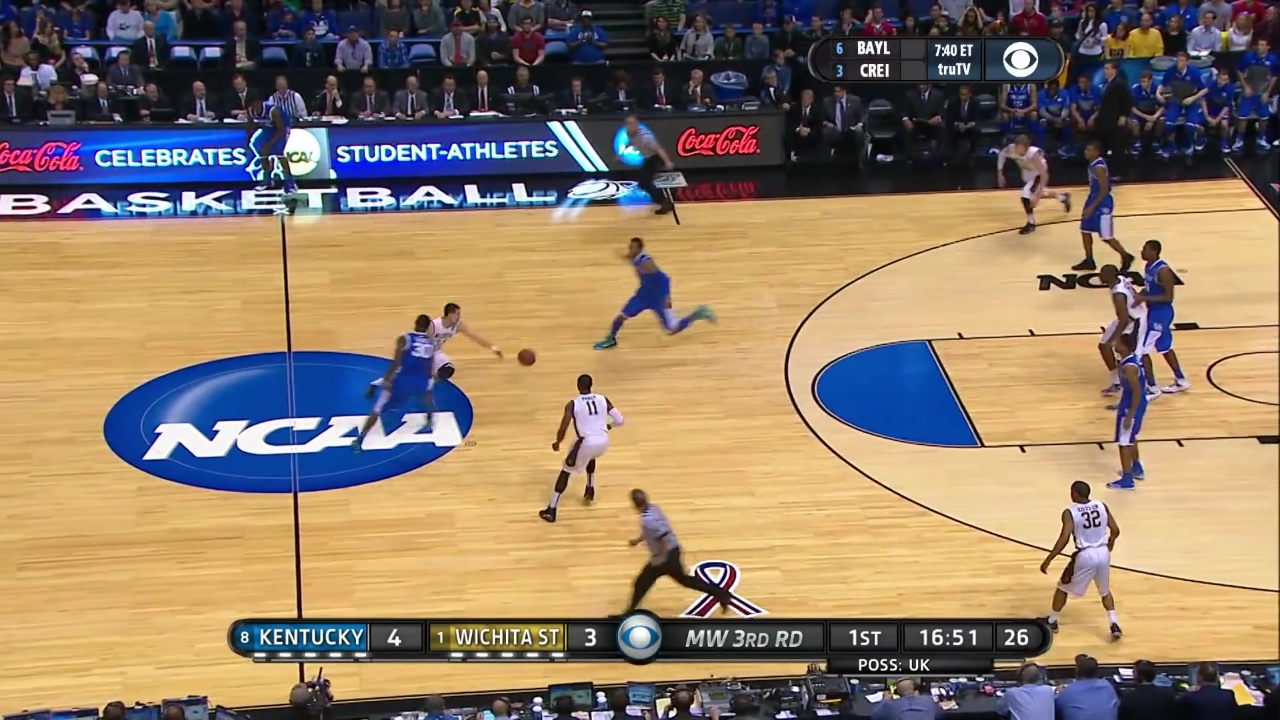 6 BAYL 7:40 ET
3 CREI truTV
Coca-Cola CELEBRATES NCAA STUDENT-ATHLETES Coca-Cola
BASKETBALL
NCAA
NCAA
11
32
8 KENTUCKY 4 1 WICHITA ST 3 MW 3RD RD 1ST 16:51 26
POSS: UK